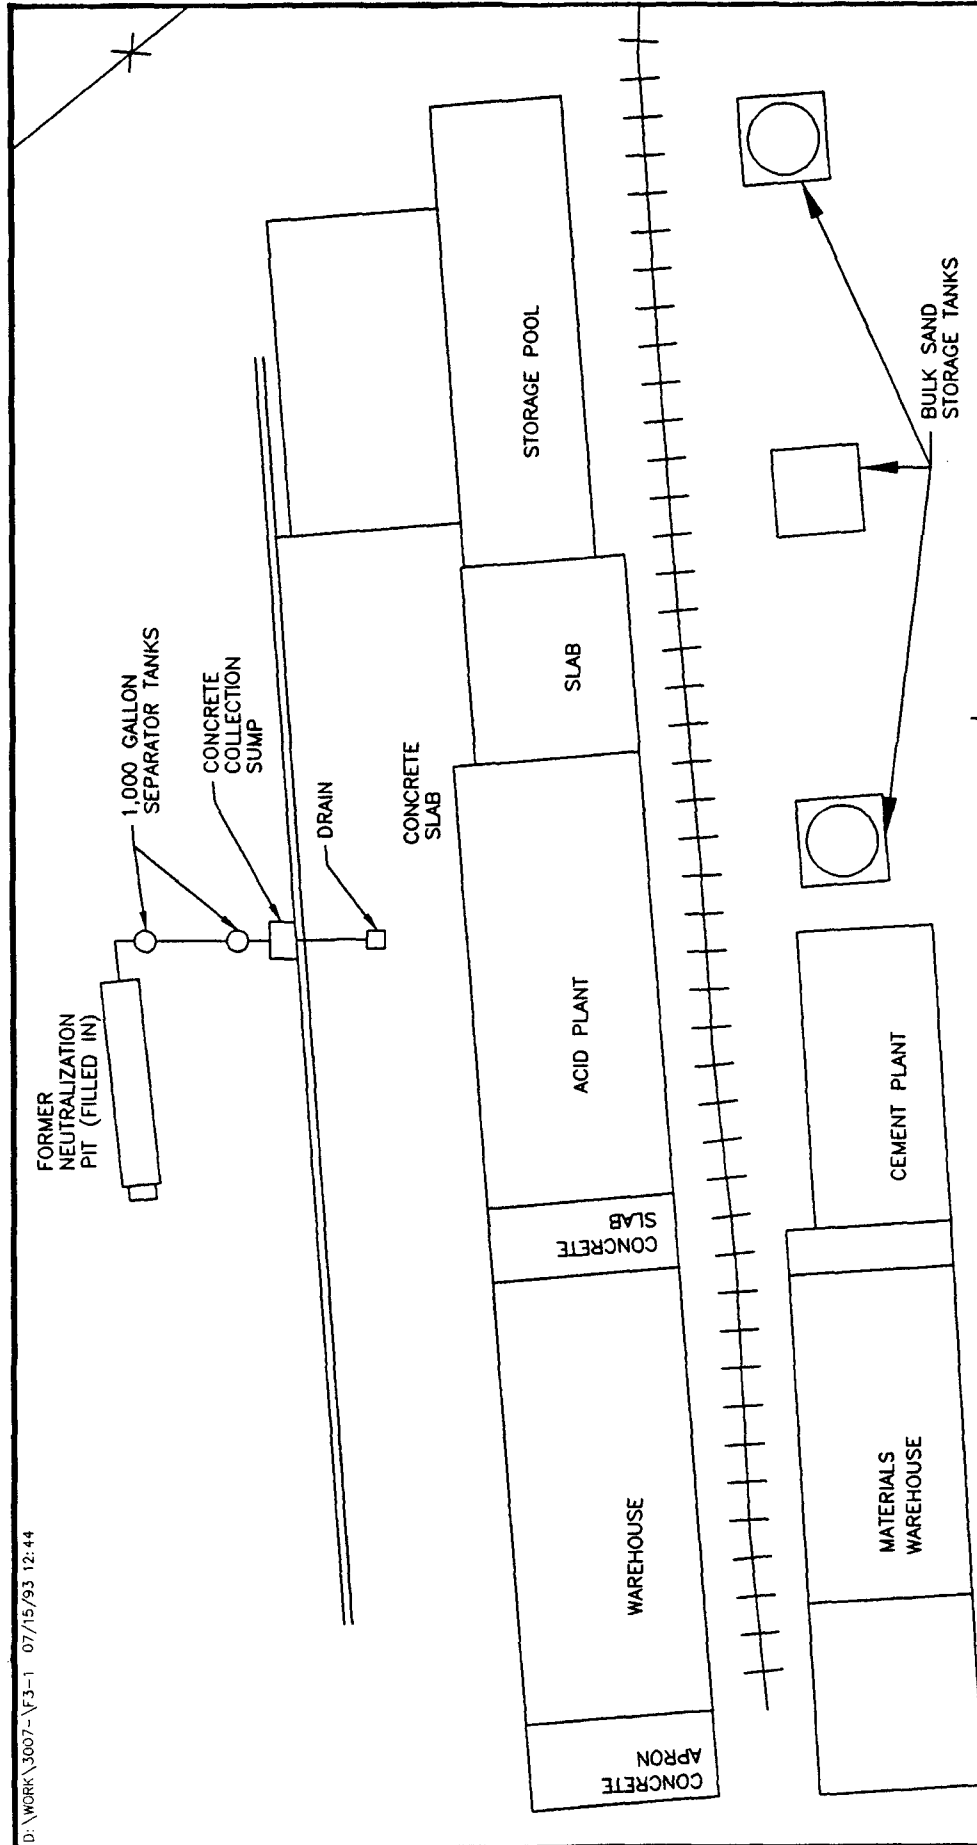 D:\WORK\3007-\F3-1 07/15/93 12:44
FORMER
NEUTRALIZATION
PIT (FILLED IN)
1,000 GALLON
SEPARATOR TANKS
CONCRETE
COLLECTION
SUMP
DRAIN
CONCRETE
SLAB
STORAGE POOL
SLAB
ACID PLANT
CONCRETE
SLAB
WAREHOUSE
CONCRETE
APRON
BULK SAND
STORAGE TANKS
CEMENT PLANT
MATERIALS
WAREHOUSE